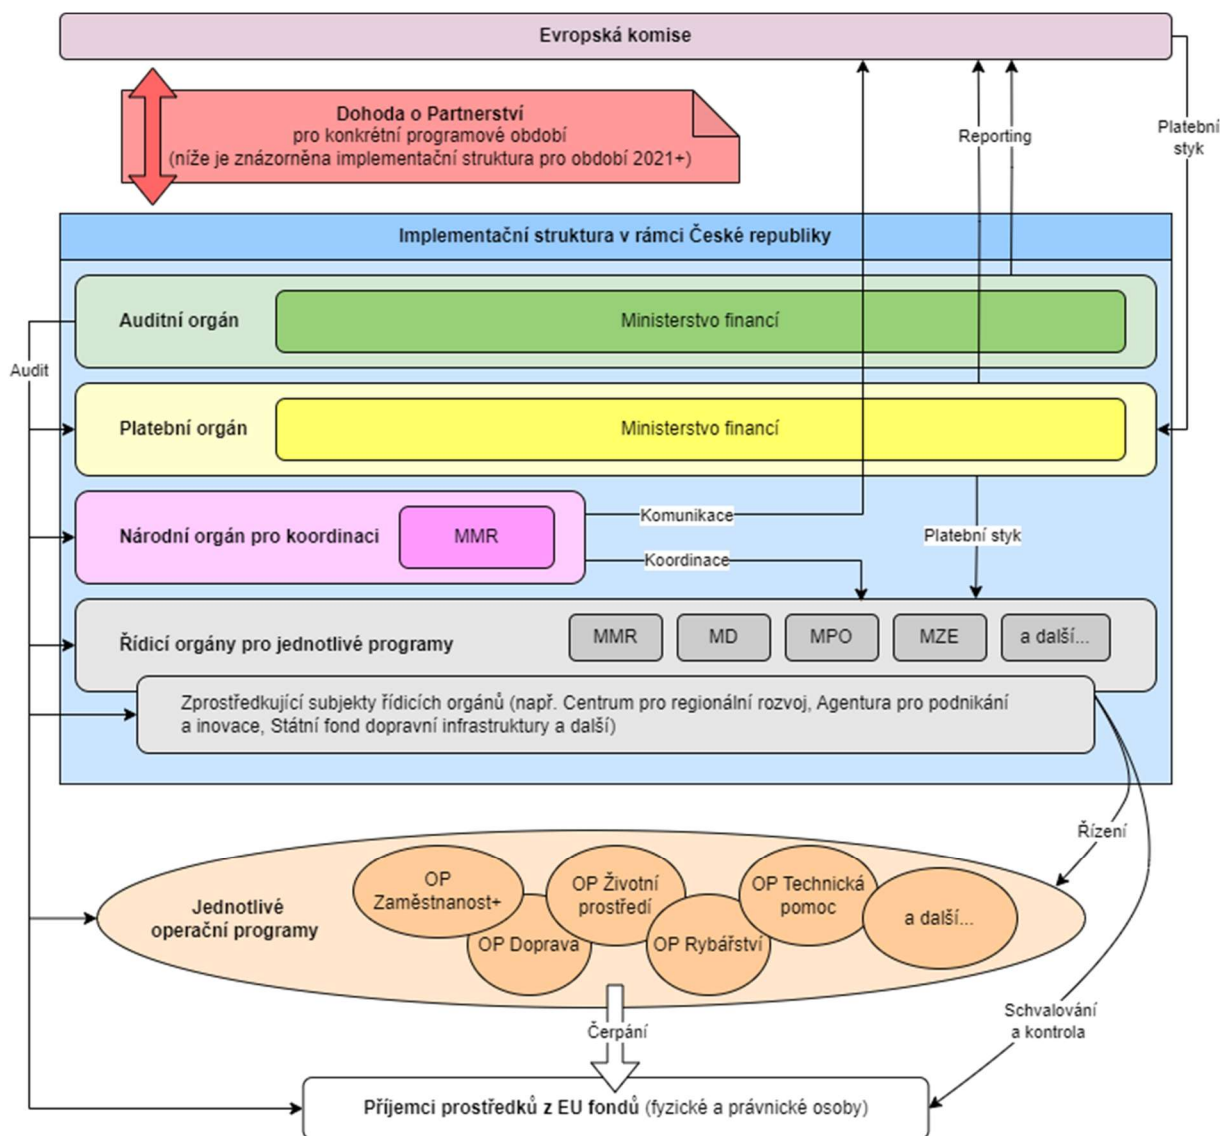 Evropská komise
Dohoda o Partnerství
pro konkrétní programové období
(níže je znázorněna implementační struktura pro období 2021+)
Reporting
Platební
styk
Implementační struktura v rámci České republiky
Auditní orgán
Ministerstvo financí
Audit
Platební orgán
Ministerstvo financí
Národní orgán pro koordinaci
MMR
Komunikace
Koordinace
Platební styk
Řídicí orgány pro jednotlivé programy
MMR
MD
MPO
MZE
a další...
Zprostředkující subjekty řídicích orgánů (např. Centrum pro regionální rozvoj, Agentura pro podnikání
a inovace, Státní fond dopravní infrastruktury a další)
Řízení
Jednotlivé
operační programy
OP
Zaměstnanost+
OP Doprava
OP Životní
prostředí
OP Rybářství
OP Technická
pomoc
a další...
Schvalování
a kontrola
Čerpání
Příjemci prostředků z EU fondů (fyzické a právnické osoby)